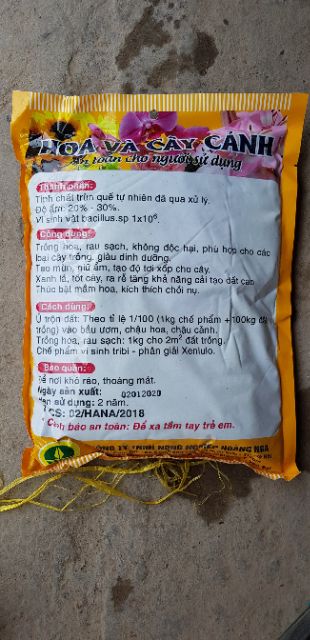 HOA VÀ CÂY CẢNH
An toàn cho người sử dụng
Thành phần:
Tinh chất trùn quế tự nhiên đã qua xử lý.
Độ ẩm: 20% - 30%.
Vi sinh vật bacillus.sp 1x10⁶.
Công dụng:
Trồng hoa, rau sạch, không độc hại, phù hợp các
loại cây trồng, giàu dinh dưỡng.
Tạo mùn, giữ ẩm, tạo độ tơi xốp cho cây.
Xanh lá, tốt cây, ra rễ tăng khả năng cải tạo đất cao
Thúc bật mầm hoa, kích thích chồi nụ.
Cách dùng:
Ủ trộn đất: Theo tỉ lệ 1/100 (1kg chế phẩm + 100kg đất
trồng) vào bầu ươm, chậu hoa, chậu cảnh.
Trồng hoa, rau sạch: 1kg cho 2m² đất trồng.
Chế phẩm vi sinh tribi - phân giải Xenlulo.
Bảo quản:
Để nơi khô ráo, thoáng mát.
Ngày sản xuất: 02012020
Hạn sử dụng: 2 năm.
TCCS: 02/HANA/2018
Cảnh báo an toàn: Để xa tầm tay trẻ em.
CÔNG TY TNHH NÔNG NGHIỆP HOÀNG NGA